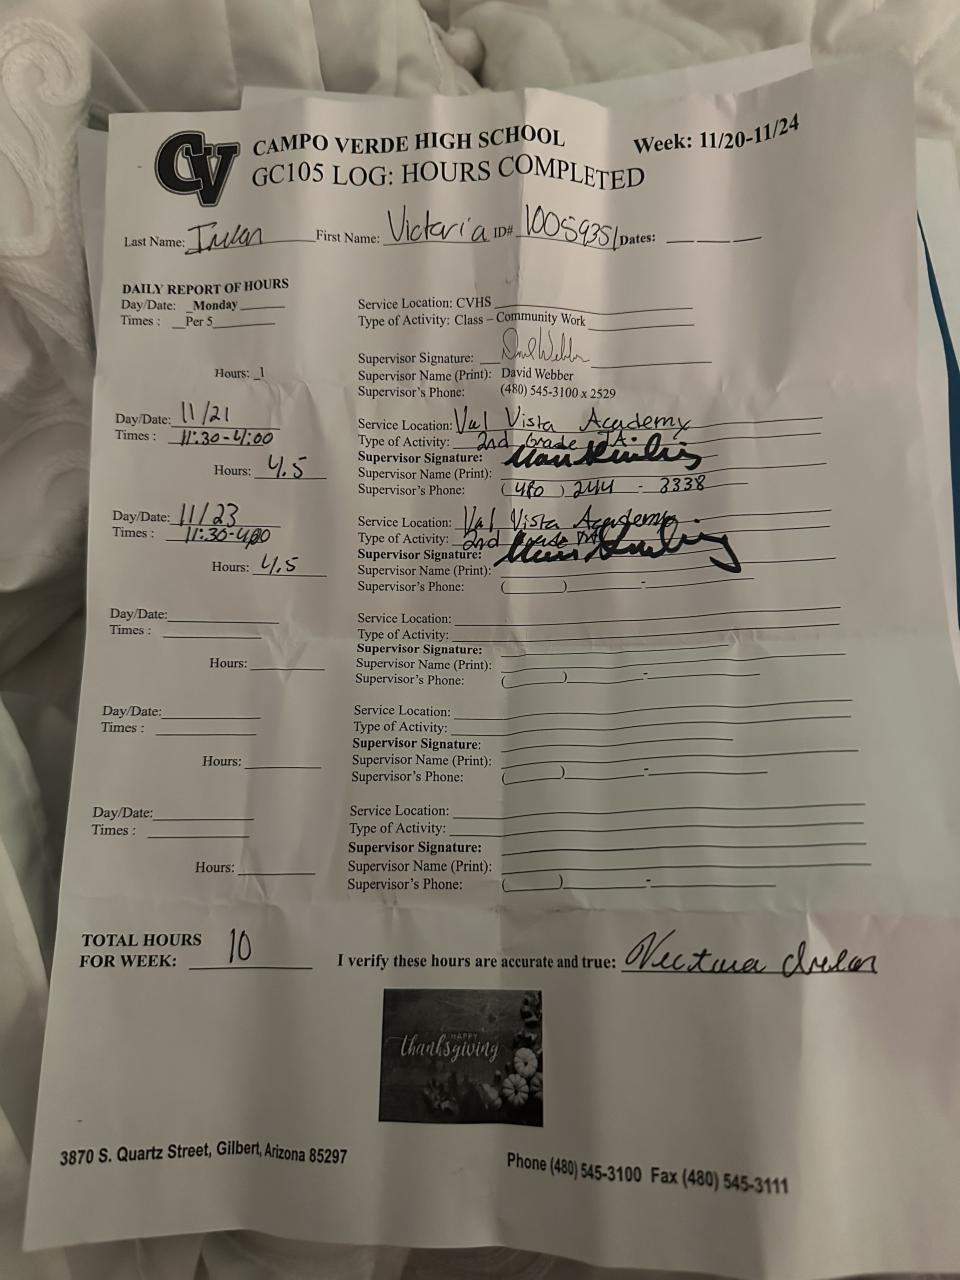 CV CAMPO VERDE HIGH SCHOOL Week: 11/20-11/24
GC105 LOG: HOURS COMPLETED
Last Name: First Name: Victoria ID# 10059351 Dates:
DAILY REPORT OF HOURS
Day/Date: Monday Service Location: CVHS
Times : Per 5 Type of Activity: Class – Community Work
Supervisor Signature: David Webber
Hours: 1 Supervisor Name (Print): David Webber
Supervisor's Phone: (480) 545-3100 x 2529
Day/Date: 11/21 Service Location: Val Vista Academy
Times : 11:30-4:00 Type of Activity: 2nd Grade TA.
Supervisor Signature:
Hours: 4.5 Supervisor Name (Print):
Supervisor's Phone: (480) 244 - 3338
Day/Date: 11/23 Service Location: Val Vista Academy.
Times : 11:30-4:00 Type of Activity: 2nd Grade TA
Supervisor Signature:
Hours: 4.5 Supervisor Name (Print):
Supervisor's Phone: ( ) -
Day/Date: Service Location:
Times : Type of Activity:
Supervisor Signature:
Hours: Supervisor Name (Print):
Supervisor's Phone: ( ) -
Day/Date: Service Location:
Times : Type of Activity:
Supervisor Signature:
Hours: Supervisor Name (Print):
Supervisor's Phone: ( ) -
Day/Date: Service Location:
Times : Type of Activity:
Supervisor Signature:
Hours: Supervisor Name (Print):
Supervisor's Phone: ( ) -
TOTAL HOURS
FOR WEEK: 10 I verify these hours are accurate and true: Victoria
HAPPY
thanksgiving
3870 S. Quartz Street, Gilbert, Arizona 85297 Phone (480) 545-3100 Fax (480) 545-3111